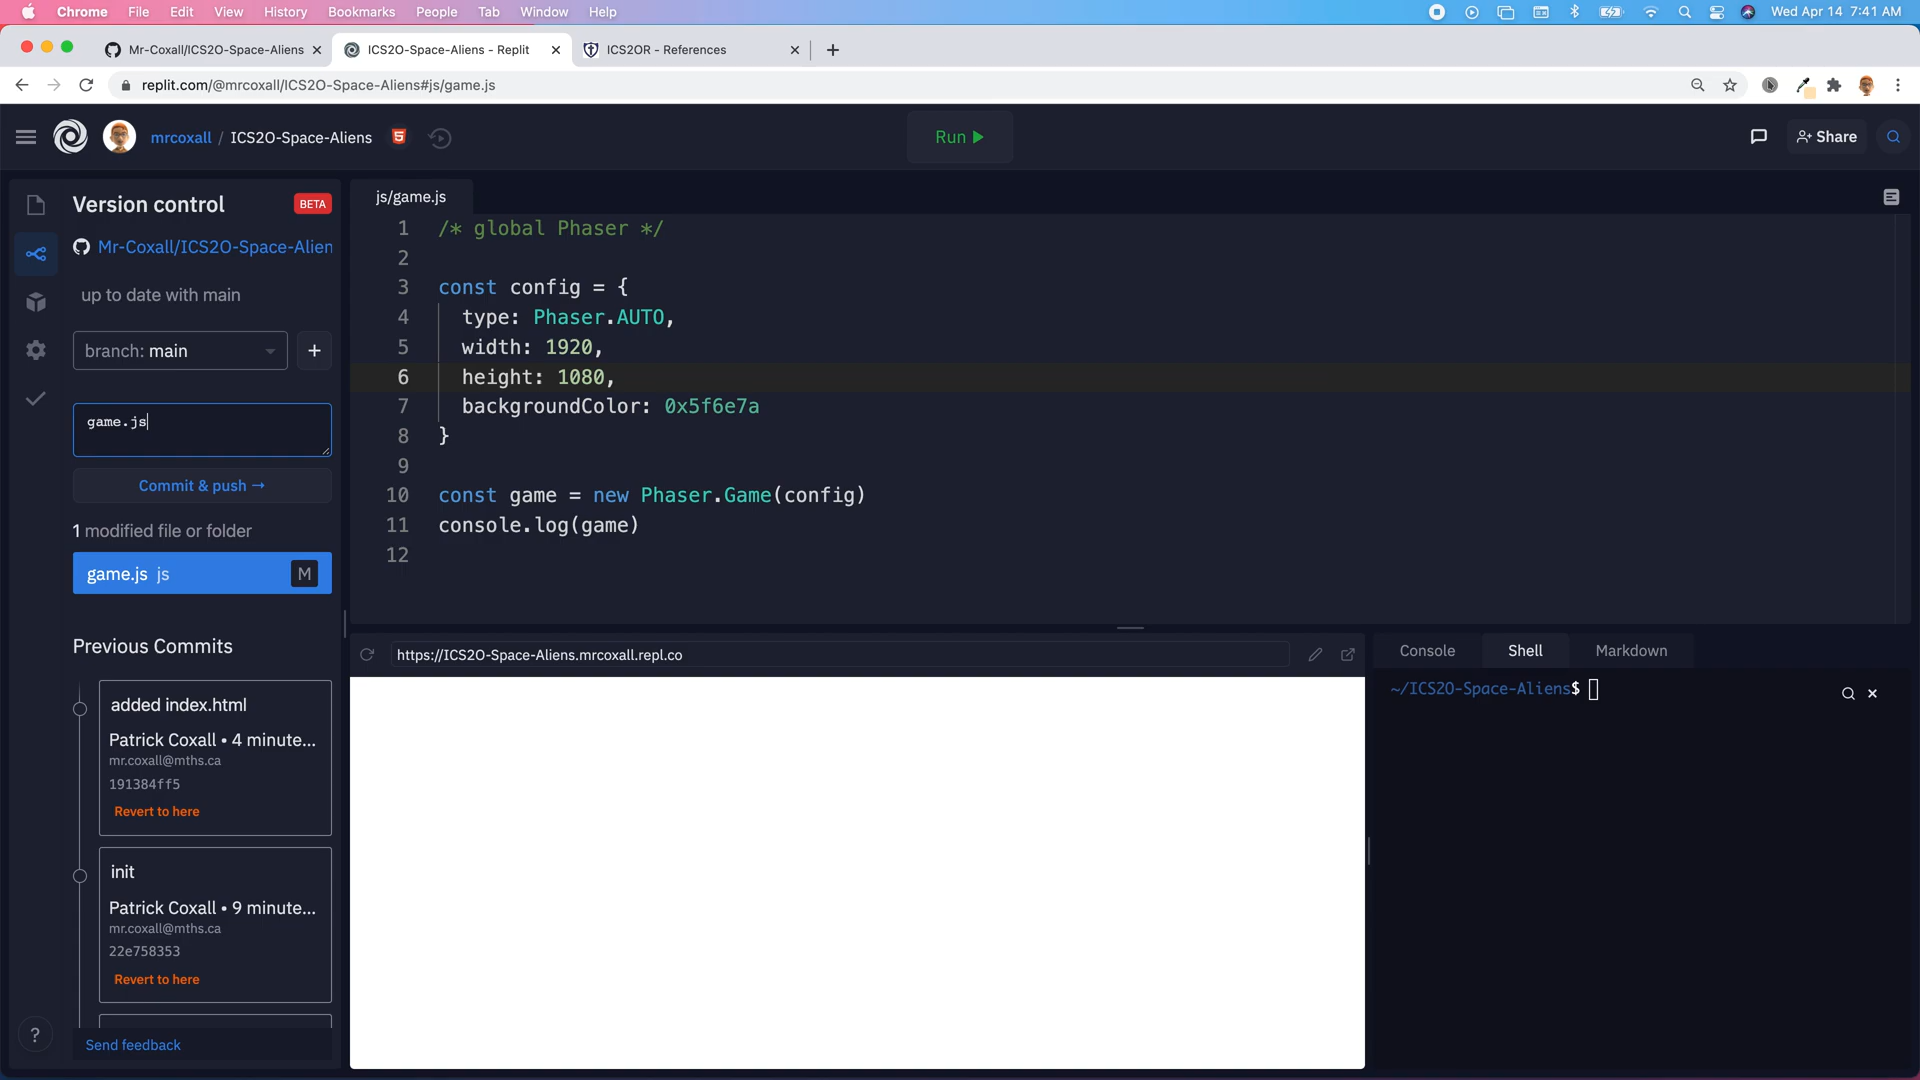 Chrome File Edit View History Bookmarks People Tab Window Help Wed Apr 14 7:41 AM
Mr-Coxall/ICS2O-Space-Aliens ICS2O-Space-Aliens - Replit ICS2OR - References
replit.com/@mrcoxall/ICS2O-Space-Aliens#js/game.js
mrcoxall / ICS2O-Space-Aliens 5 Run Share
Version control BETA
Mr-Coxall/ICS2O-Space-Alien
up to date with main
branch: main +
game.js
Commit & push →
1 modified file or folder
game.js js M
Previous Commits
added index.html
Patrick Coxall • 4 minute...
mr.coxall@mths.ca
191384ff5
Revert to here
init
Patrick Coxall • 9 minute...
mr.coxall@mths.ca
22e758353
Revert to here
Send feedback
?
js/game.js
1 /* global Phaser */
2
3 const config = {
4 type: Phaser.AUTO,
5 width: 1920,
6 height: 1080,
7 backgroundColor: 0x5f6e7a
8 }
9
10 const game = new Phaser.Game(config)
11 console.log(game)
12
https://ICS2O-Space-Aliens.mrcoxall.repl.co
Console Shell Markdown
~/ICS2O-Space-Aliens$